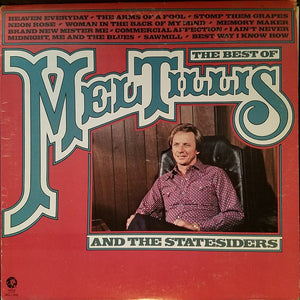 HEAVEN EVERYDAY • THE ARMS OF A FOOL • STOMP THEM GRAPES
NEON ROSE • WOMAN IN THE BACK OF MY MIND • MEMORY MAKER
BRAND NEW MISTER ME • COMMERCIAL AFFECTION • I AIN'T NEVER
MIDNIGHT, ME AND THE BLUES • SAWMILL • BEST WAY I KNOW HOW
THE BEST OF
MEL TILLIS
AND THE STATESIDERS